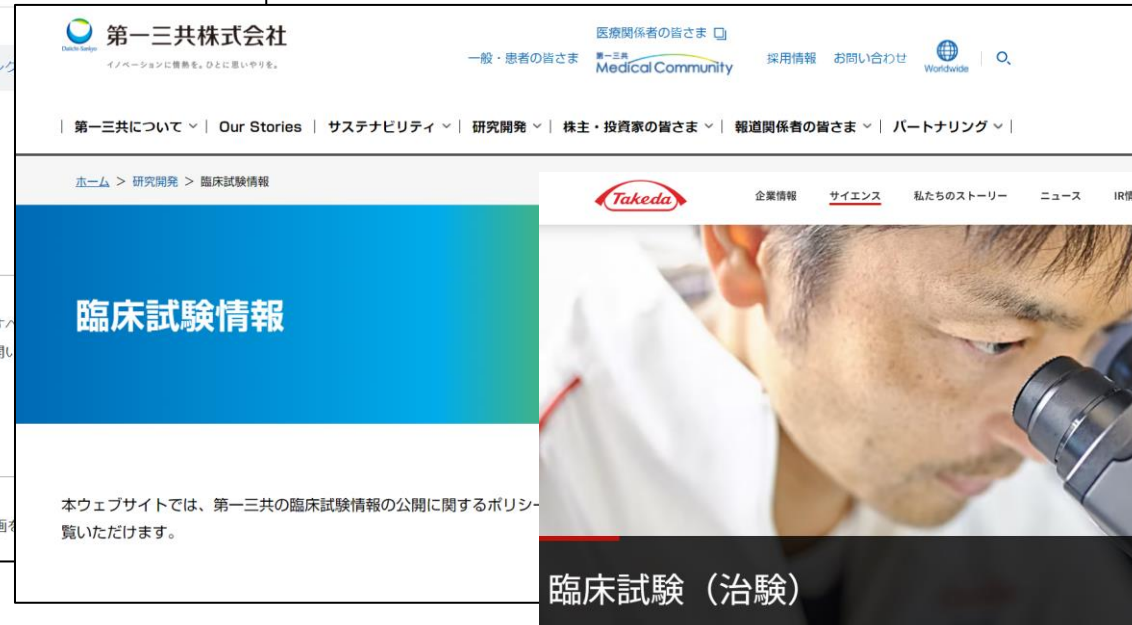 第一三共株式会社
Daiichi-Sankyo
イノベーションに情熱を。ひとに思いやりを。
一般・患者の皆さま
医療関係者の皆さま
第一三共
Medical Community
採用情報
お問い合わせ
Worldwide
第一三共について
Our Stories
サステナビリティ
研究開発
株主・投資家の皆さま
報道関係者の皆さま
パートナリング
ホーム > 研究開発 > 臨床試験情報
臨床試験情報
本ウェブサイトでは、第一三共の臨床試験情報の公開に関するポリシー
覧いただけます。
Takeda
企業情報
サイエンス
私たちのストーリー
ニュース
IR情
臨床試験（治験）